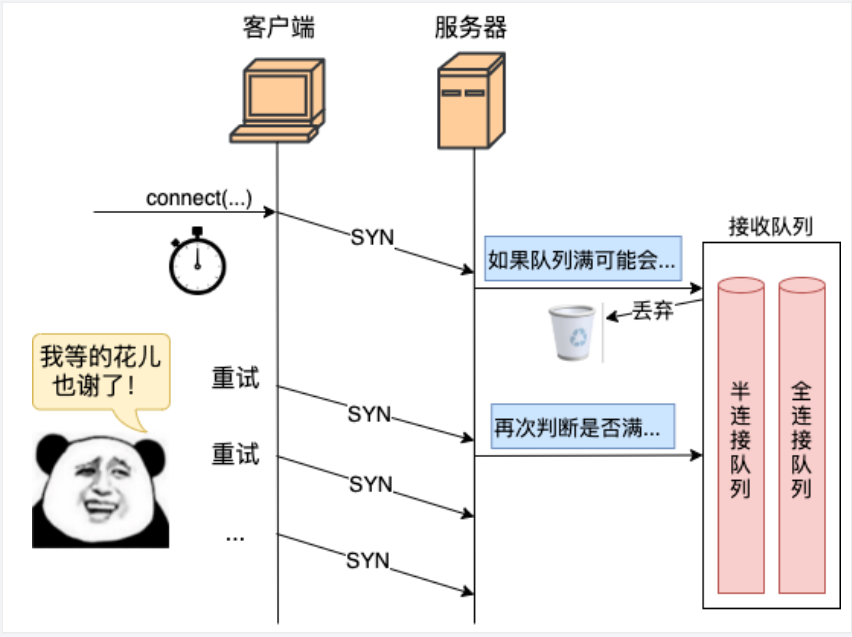 客户端
服务器
connect(...)
SYN
如果队列满可能会...
接收队列
丢弃
我等的花儿
也谢了！
重试
SYN
再次判断是否满...
重试
SYN
...
SYN
半连接队列
全连接队列